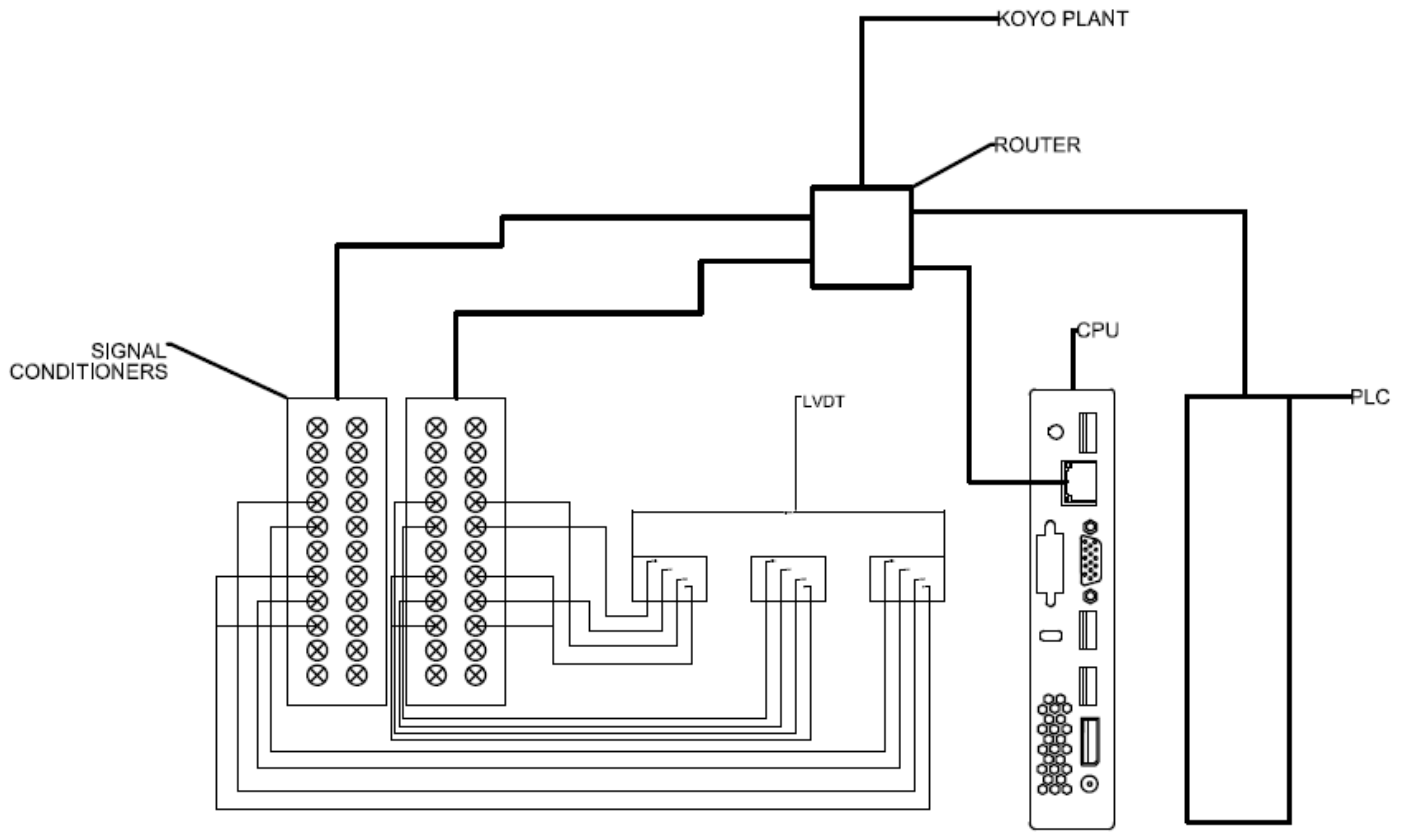 KOYO PLANT
ROUTER
CPU
SIGNAL
CONDITIONERS
LVDT
PLC